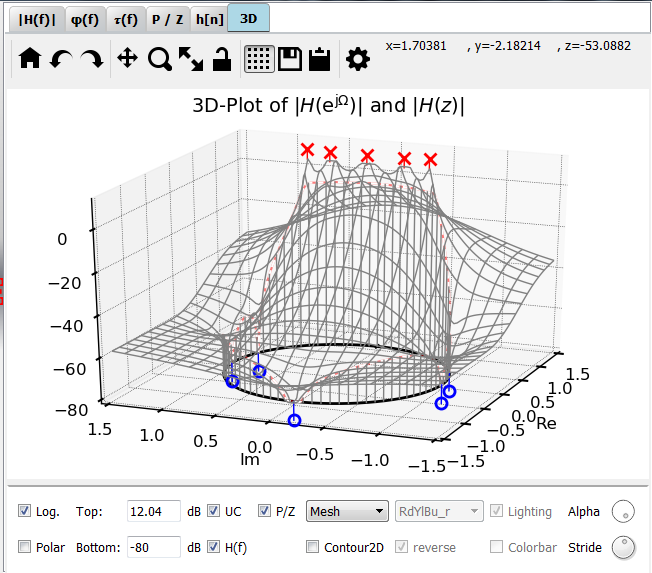 |H(f)| φ(f) τ(f) P / Z h[n] 3D
x=1.70381 , y=-2.18214 , z=-53.0882
3D-Plot of |H(e^jΩ)| and |H(z)|
0
−20
−40
−60
−80
1.5 1.0 0.5 0.0 −0.5 −1.0 −1.5
Im
−1.5 −1.0 −0.5 0.0 0.5 1.0 1.5
Re
Log. Top: 12.04 dB UC P/Z Mesh RdYlBu_r Lighting Alpha
Polar Bottom: -80 dB H(f) Contour2D reverse Colorbar Stride